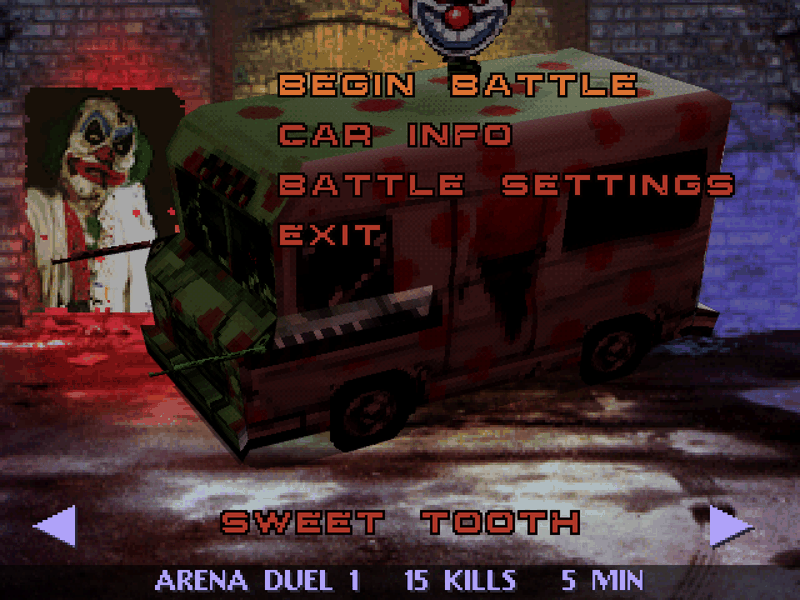 BEGIN BATTLE
CAR INFO
BATTLE SETTINGS
EXIT
SWEET TOOTH
ARENA DUEL 1 15 KILLS 5 MIN